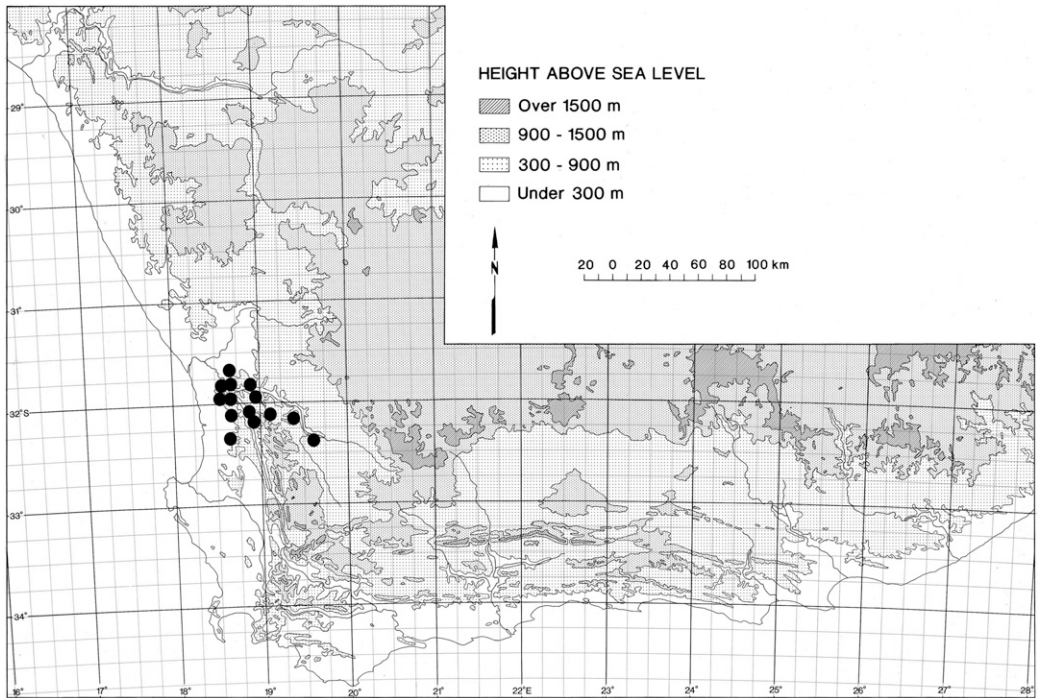 HEIGHT ABOVE SEA LEVEL
Over 1500 m
900 - 1500 m
300 - 900 m
Under 300 m
N
20 0 20 40 60 80 100 km
29°
30°
31°
32°S
33°
34°
16° 17° 18° 19° 20° 21° 22°E 23° 24° 25° 26° 27° 28°